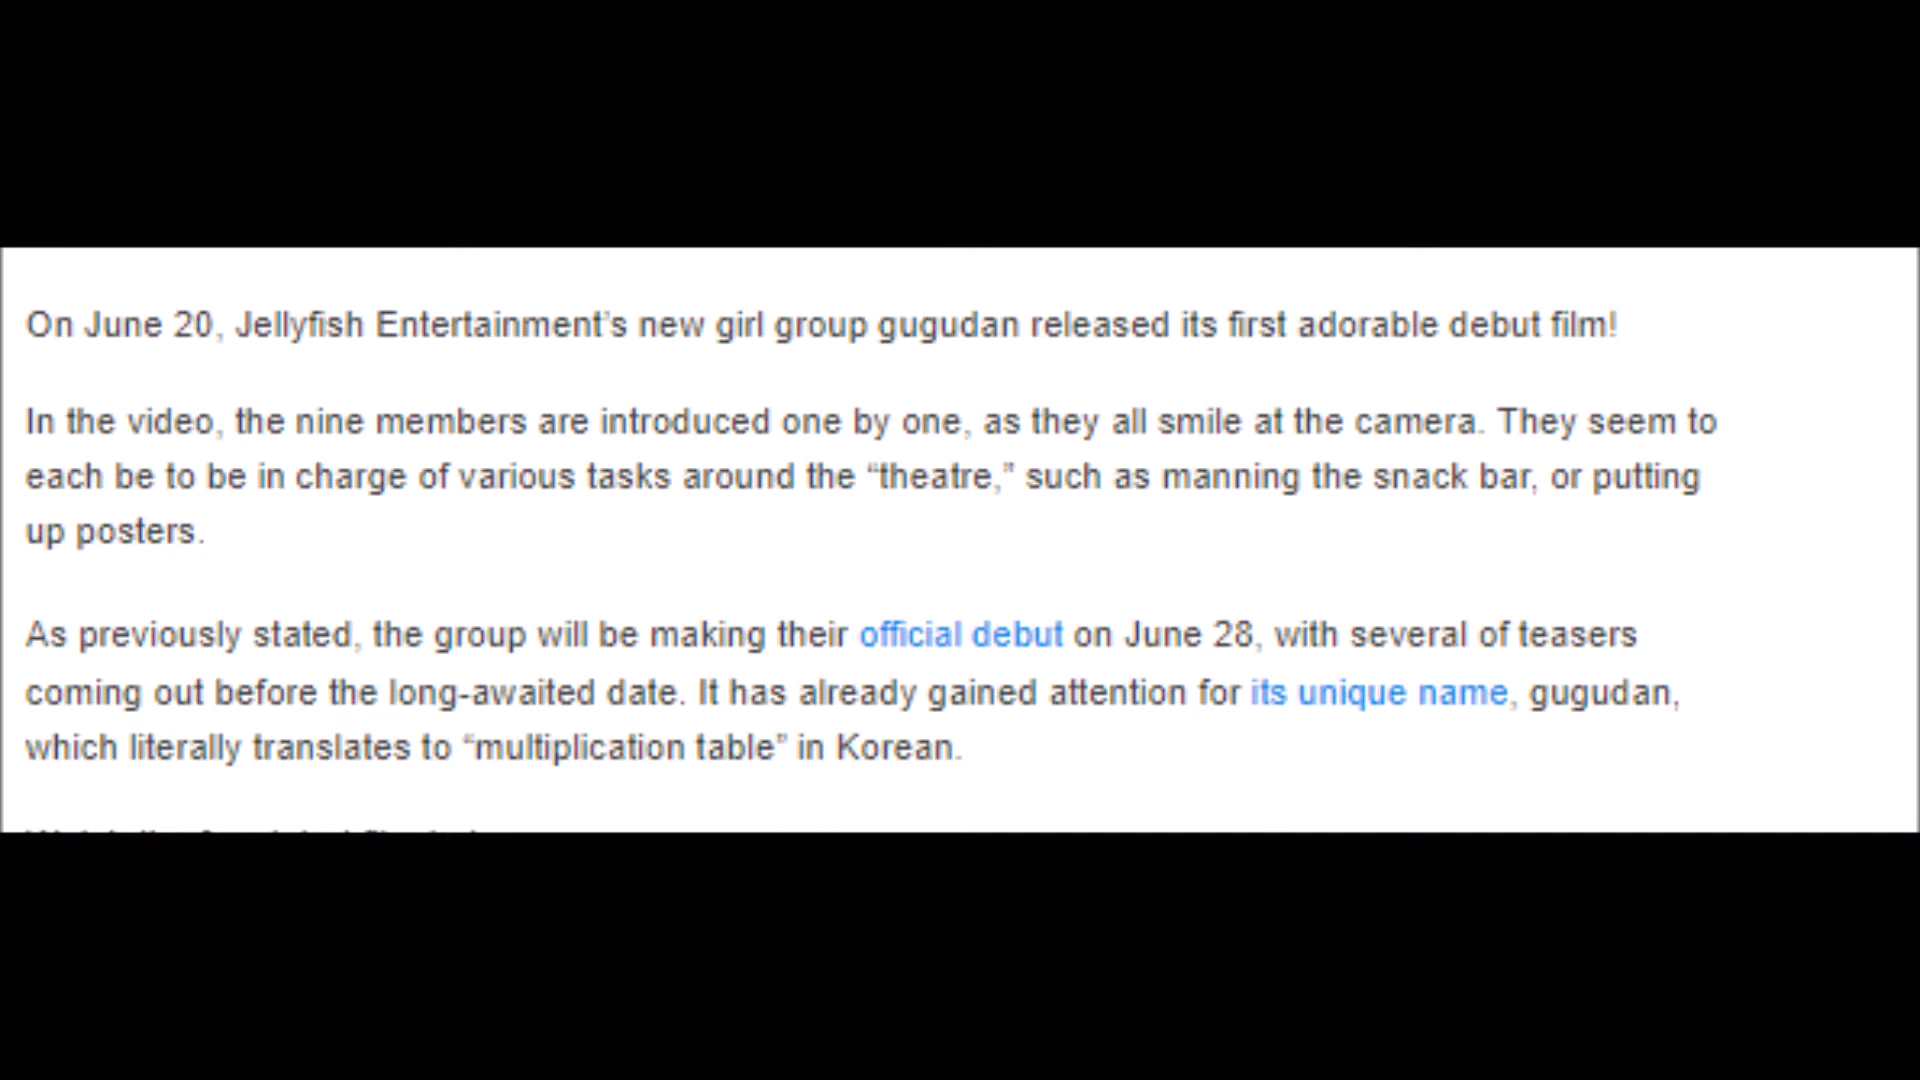 On June 20, Jellyfish Entertainment’s new girl group gugudan released its first adorable debut film!
In the video, the nine members are introduced one by one, as they all smile at the camera. They seem to
each be to be in charge of various tasks around the “theatre,” such as manning the snack bar, or putting
up posters.
As previously stated, the group will be making their official debut on June 28, with several of teasers
coming out before the long-awaited date. It has already gained attention for its unique name, gugudan,
which literally translates to “multiplication table” in Korean.